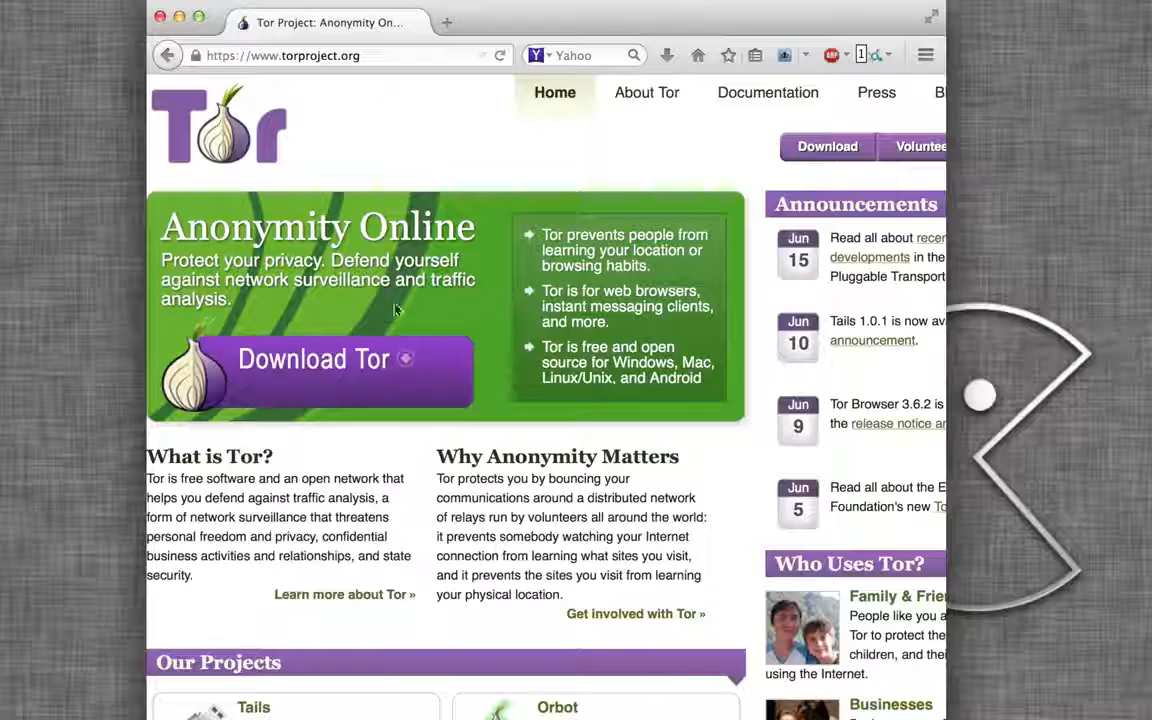 Tor Project: Anonymity On...
https://www.torproject.org
Yahoo
ABP
1
Tor
Home
About Tor
Documentation
Press
Download
Anonymity Online
Protect your privacy. Defend yourself
against network surveillance and traffic
analysis.
Download Tor
Tor prevents people from
learning your location or
browsing habits.
Tor is for web browsers,
instant messaging clients,
and more.
Tor is free and open
source for Windows, Mac,
Linux/Unix, and Android
What is Tor?
Tor is free software and an open network that
helps you defend against traffic analysis, a
form of network surveillance that threatens
personal freedom and privacy, confidential
business activities and relationships, and state
security.
Learn more about Tor »
Why Anonymity Matters
Tor protects you by bouncing your
communications around a distributed network
of relays run by volunteers all around the world:
it prevents somebody watching your Internet
connection from learning what sites you visit,
and it prevents the sites you visit from learning
your physical location.
Get involved with Tor »
Our Projects
Tails
Orbot
Announcements
Jun
15
Read all about
developments in the
Pluggable
Jun
10
Tails 1.0.1 is now
announcement.
Jun
9
Tor Browser 3.6.2 is
the release notice
Jun
5
Read all about the
Foundation's new
Who Uses Tor?
Family &
People like you
Tor to protect
children, and
using the Internet.
Businesses